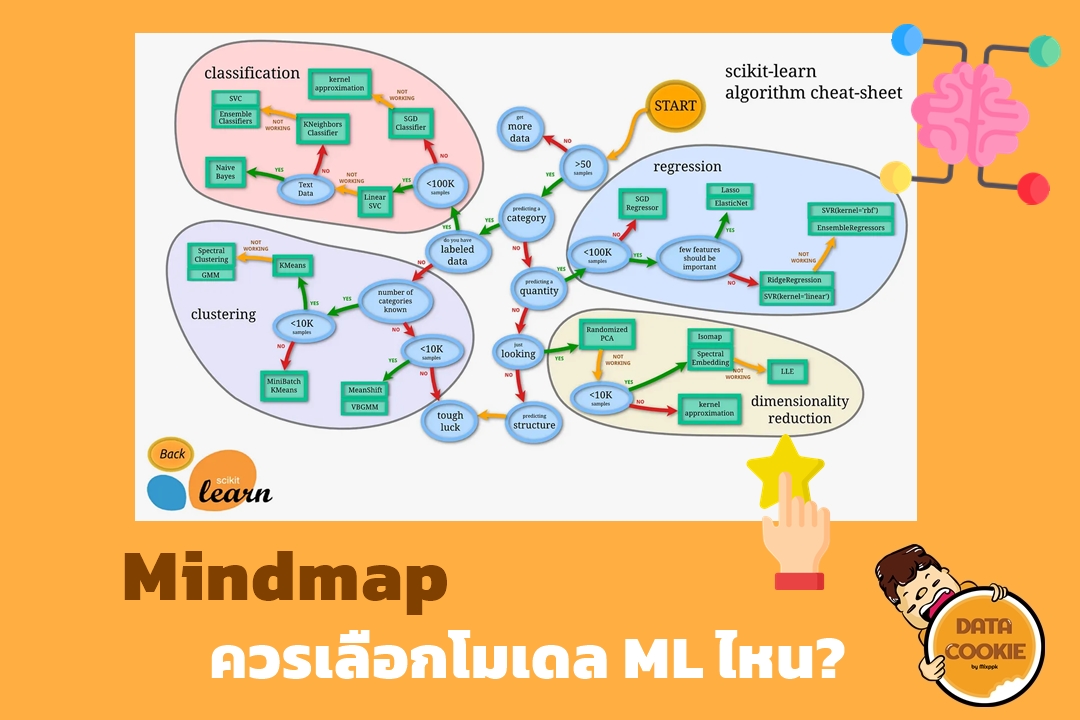 scikit-learn
algorithm cheat-sheet
START
get
more
data
NO
>50
samples
YES
predicting a
category
YES
NO
do you have
labeled
data
YES
NO
predicting a
quantity
YES
NO
just
looking
YES
NO
predicting
structure
tough
luck
classification
kernel
approximation
NOT
WORKING
SGD
Classifier
NO
<100K
samples
YES
Linear
SVC
NOT
WORKING
Text
Data
YES
Naive
Bayes
NO
KNeighbors
Classifier
NOT
WORKING
SVC
Ensemble
Classifiers
regression
SGD
Regressor
NO
<100K
samples
YES
few features
should be
important
YES
Lasso
ElasticNet
NO
RidgeRegression
SVR(kernel="linear")
NOT
WORKING
SVR(kernel="rbf")
EnsembleRegressors
clustering
number of
categories
known
YES
NO
<10K
samples
YES
NO
KMeans
NOT
WORKING
Spectral
Clustering
GMM
MiniBatch
KMeans
<10K
samples
YES
NO
MeanShift
VBGMM
Randomized
PCA
NOT
WORKING
<10K
samples
YES
NO
Isomap
Spectral
Embedding
NOT
WORKING
LLE
kernel
approximation
dimensionality
reduction
Back
scikit
learn
Mindmap
ควรเลือกโมเดล ML ไหน?
DATA
COOKIE
by Mixppk